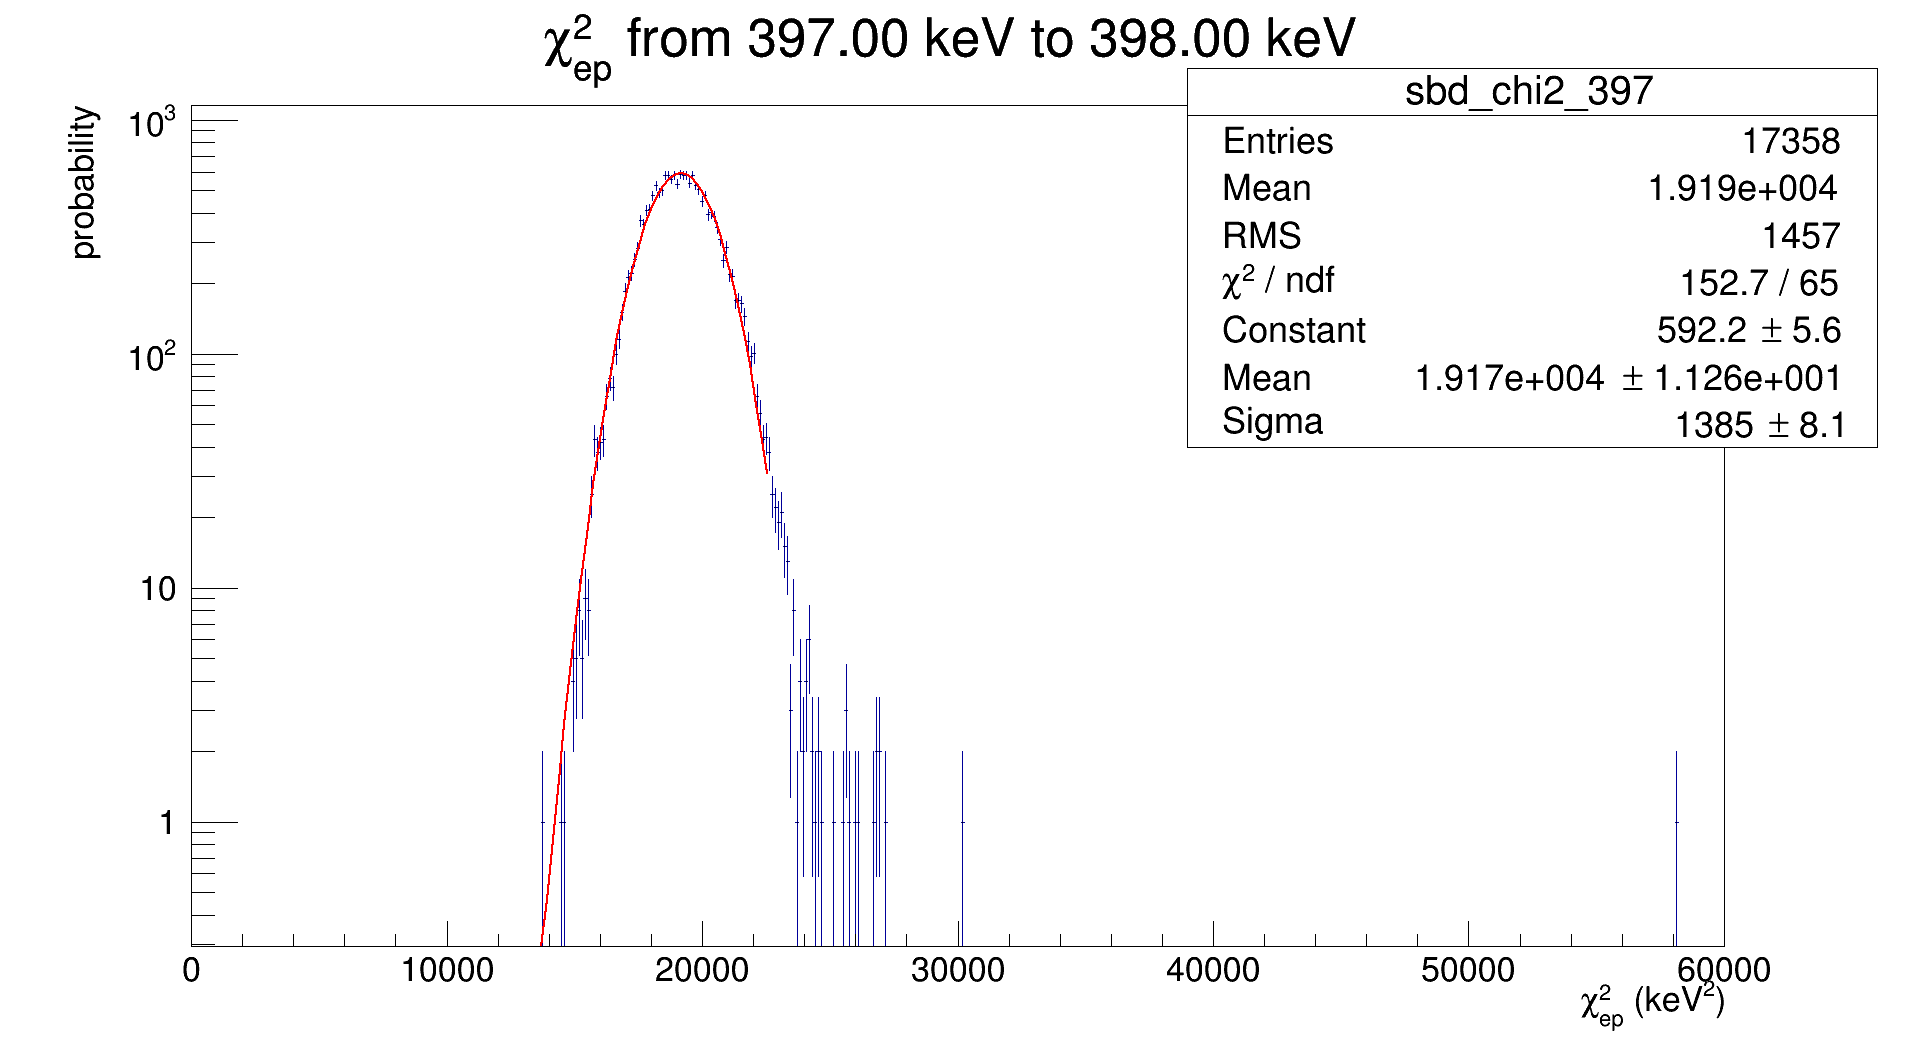 χ²ep from 397.00 keV to 398.00 keV
sbd_chi2_397
Entries 17358
Mean 1.919e+004
RMS 1457
χ² / ndf 152.7 / 65
Constant 592.2 ± 5.6
Mean 1.917e+004 ± 1.126e+001
Sigma 1385 ± 8.1
probability
10³
10²
10
1
0 10000 20000 30000 40000 50000 60000
χ²ep (keV²)